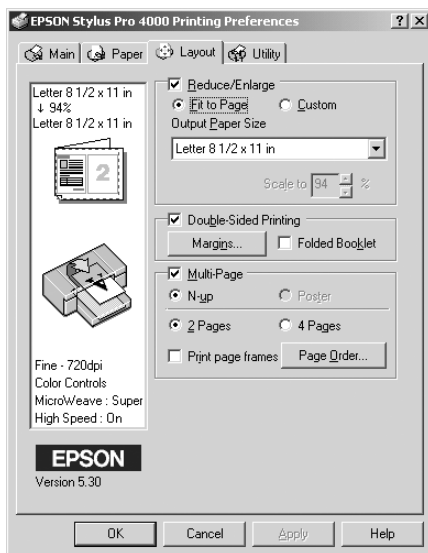 EPSON Stylus Pro 4000 Printing Preferences
Main
Paper
Layout
Utility
Letter 8 1/2 x 11 in
↓ 94%
Letter 8 1/2 x 11 in
2
Fine - 720dpi
Color Controls
MicroWeave : Super
High Speed : On
EPSON
Version 5.30
Reduce/Enlarge
Fit to Page
Custom
Output Paper Size
Letter 8 1/2 x 11 in
Scale to 94 %
Double-Sided Printing
Margins...
Folded Booklet
Multi-Page
N-up
Poster
2 Pages
4 Pages
Print page frames
Page Order...
OK
Cancel
Apply
Help